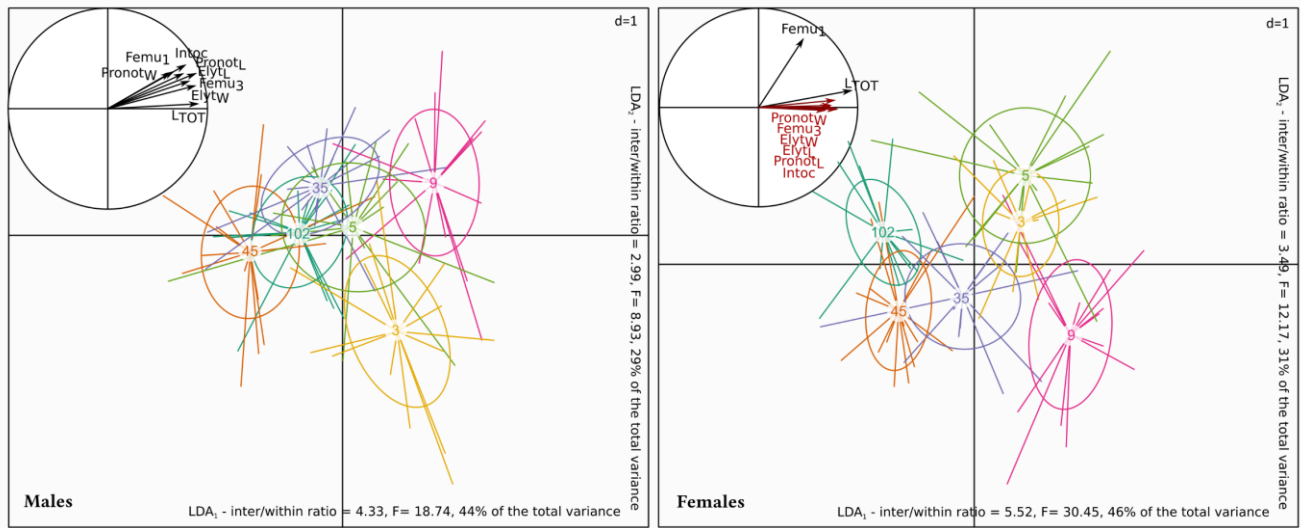 d=1
Femu1
Intoc
PronotL
PronotW
ElytL
Femu3
ElytW
LTOT
35
9
102
5
45
3
LDA2 - inter/within ratio = 2.99, F= 8.93, 29% of the total variance
Males
LDA1 - inter/within ratio = 4.33, F= 18.74, 44% of the total variance
d=1
Femu1
LTOT
PronotW
Femu3
ElytW
ElytL
PronotL
Intoc
5
3
102
35
45
9
LDA2 - inter/within ratio = 3.49, F= 12.17, 31% of the total variance
Females
LDA1 - inter/within ratio = 5.52, F= 30.45, 46% of the total variance